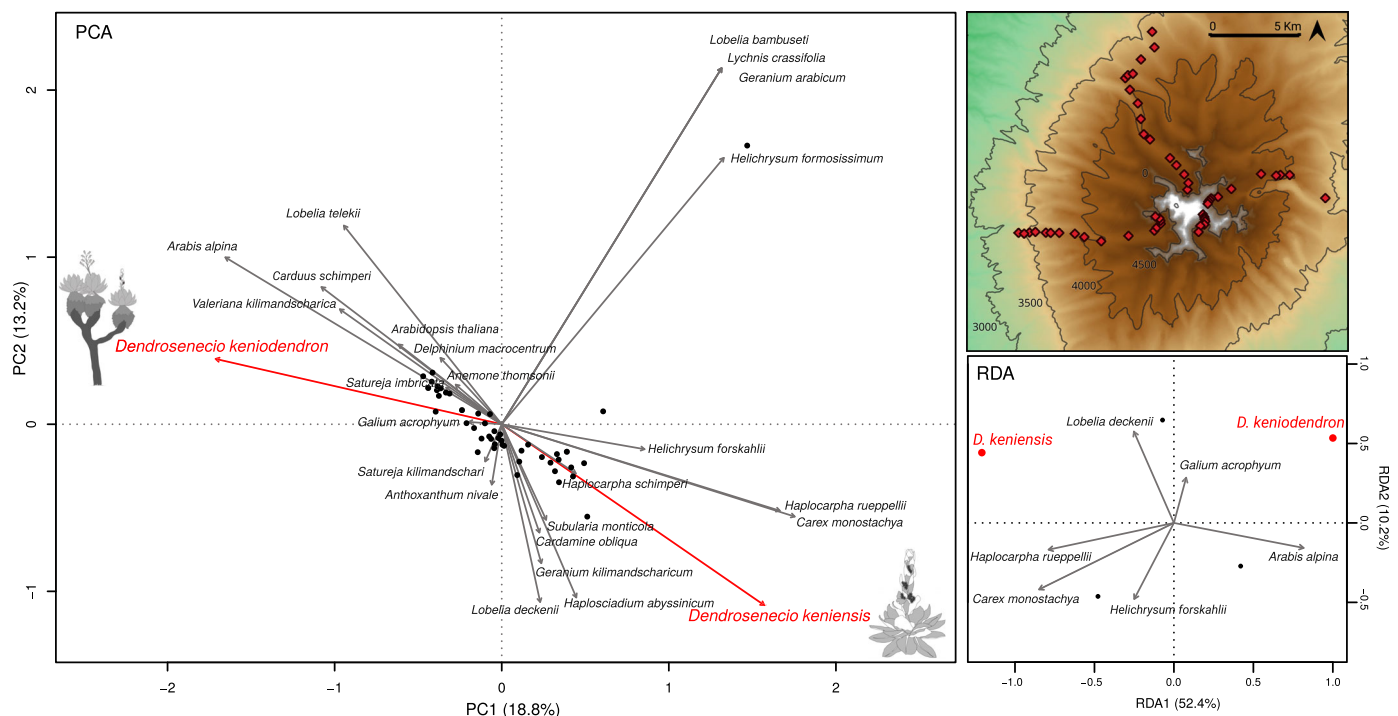 PCA
Lobelia bambuseti
Lychnis crassifolia
Geranium arabicum
Helichrysum formosissimum
Lobelia telekii
Arabis alpina
Carduus schimperi
Valeriana kilimandscharica
Arabidopsis thaliana
Dendrosenecio keniodendron
Delphinium macrocentrum
Anemone thomsonii
Satureja imbricata
Galium acrophyum
Helichrysum forskahlii
Satureja kilimandschari
Haplocarpha schimperi
Anthoxanthum nivale
Haplocarpha rueppellii
Carex monostachya
Subularia monticola
Cardamine obliqua
Geranium kilimandscharicum
Lobelia deckenii
Haplosciadium abyssinicum
Dendrosenecio keniensis
2
1
0
−1
PC2 (13.2%)
−2
−1
0
1
2
PC1 (18.8%)
0
5 Km
0
4500
4000
3500
3000
RDA
Lobelia deckenii
D. keniodendron
D. keniensis
Galium acrophyum
Haplocarpha rueppellii
Arabis alpina
Carex monostachya
Helichrysum forskahlii
1.0
0.5
0.0
−0.5
RDA2 (10.2%)
−1.0
−0.5
0.0
0.5
1.0
RDA1 (52.4%)